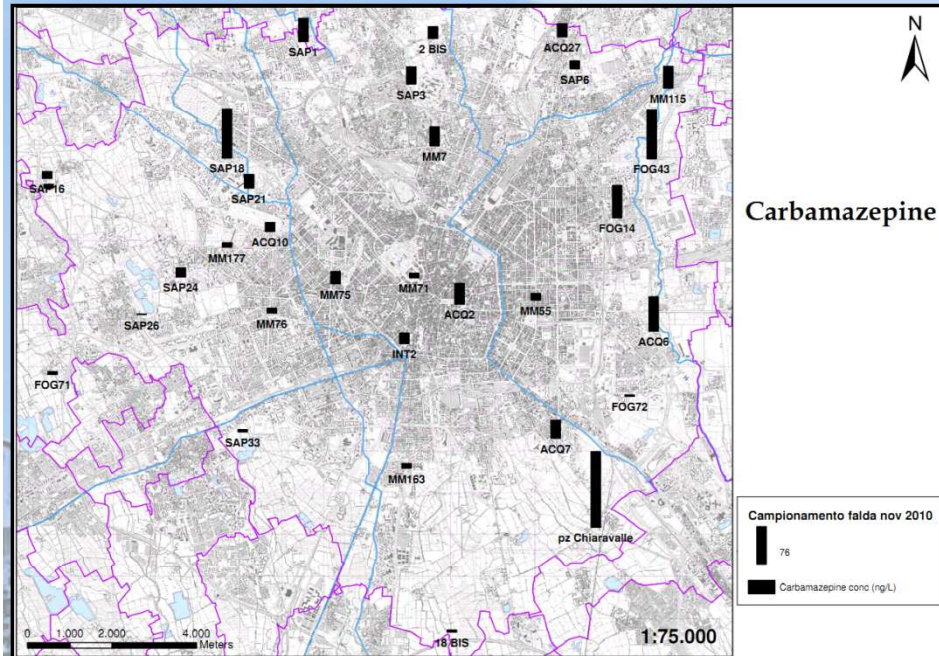 N
SAP1
2 BIS
ACQ27
SAP6
SAP3
MM115
MM7
SAP18
FOG43
SAP16
SAP21
Carbamazepine
FOG14
ACQ10
MM177
SAP24
MM75
MM71
ACQ2
MM55
SAP26
MM76
ACQ6
INT2
FOG71
FOG72
SAP33
ACQ7
MM163
pz Chiaravalle
Campionamento falda nov 2010
76
Carbamazepine conc (ng/L)
0 1.000 2.000 4.000
Meters
18 BIS
1:75.000